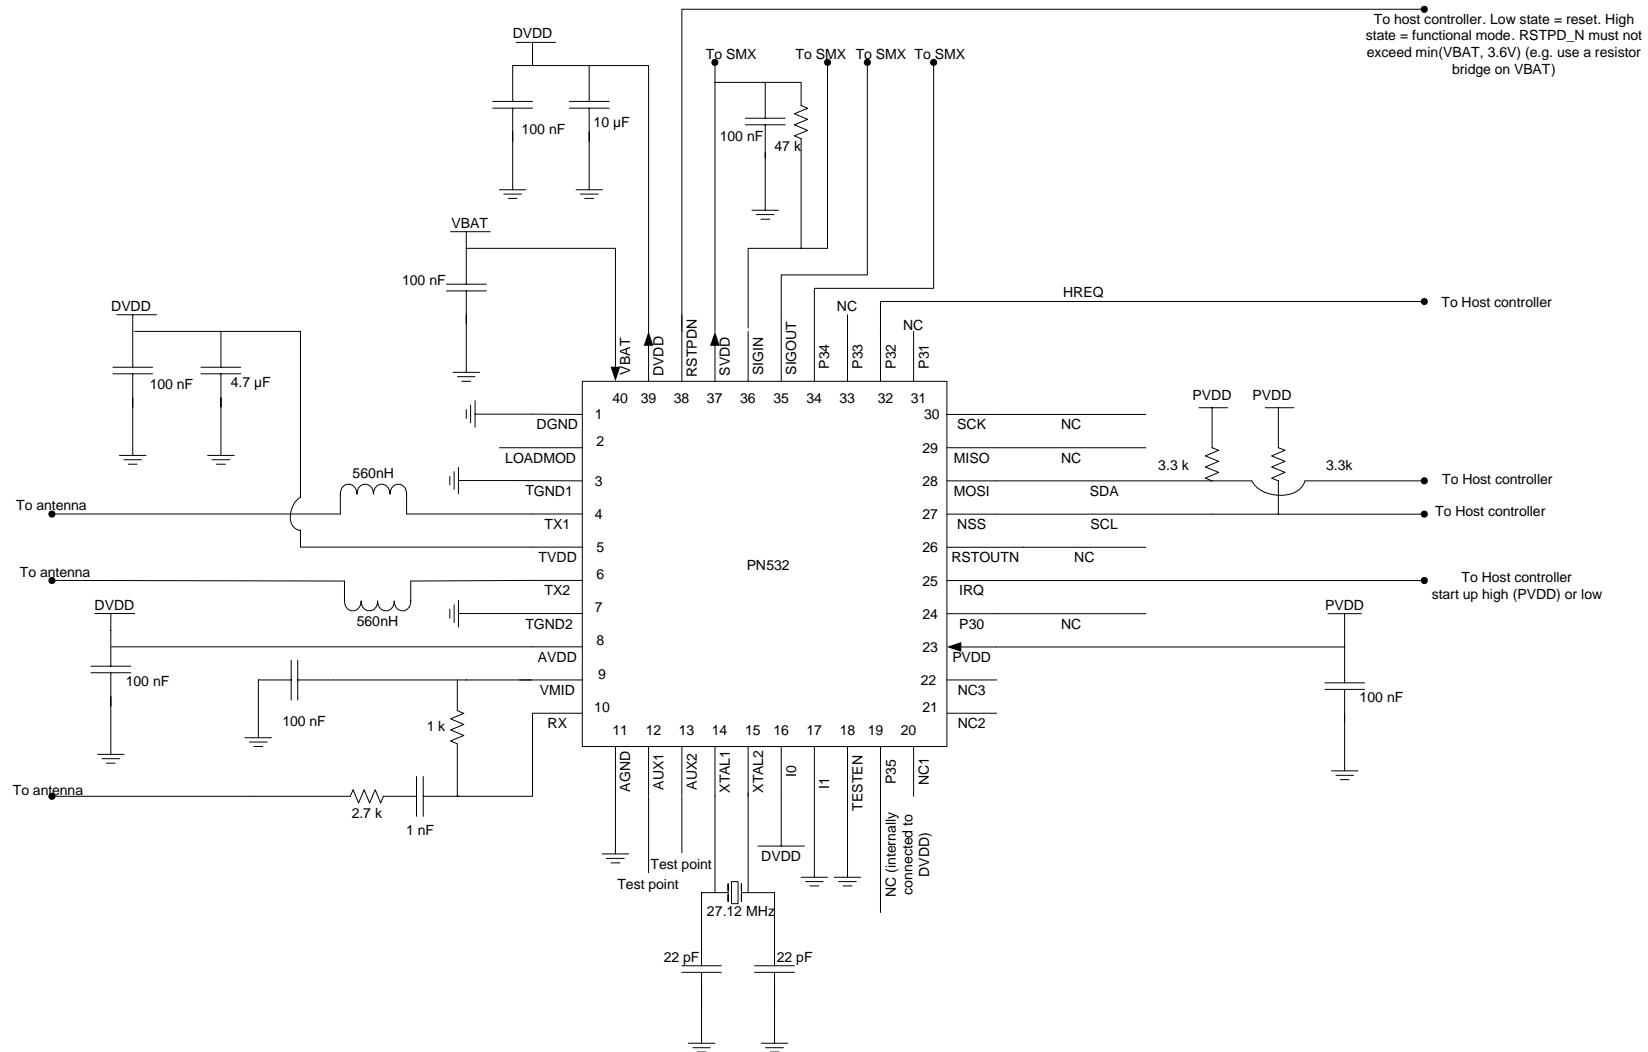 To host controller. Low state = reset. High
state = functional mode. RSTPD_N must not
exceed min(VBAT, 3.6V) (e.g. use a resistor
bridge on VBAT)
DVDD
To SMX
To SMX
To SMX
To SMX
100 nF
10 µF
100 nF
47 k
VBAT
100 nF
HREQ
To Host controller
DVDD
NC
NC
100 nF
4.7 µF
VBAT
DVDD
RSTPDN
SVDD
SIGIN
SIGOUT
P34
P33
P32
P31
40
39
38
37
36
35
34
33
32
31
PVDD
PVDD
1
DGND
30
SCK
NC
2
LOADMOD
29
MISO
NC
3.3 k
3.3k
560nH
3
TGND1
28
MOSI
SDA
To Host controller
To antenna
4
TX1
27
NSS
SCL
To Host controller
5
TVDD
26
RSTOUTN
NC
PN532
To antenna
6
TX2
25
IRQ
To Host controller
start up high (PVDD) or low
DVDD
560nH
7
TGND2
24
P30
NC
PVDD
8
AVDD
23
PVDD
100 nF
9
VMID
22
NC3
100 nF
100 nF
1 k
10
RX
21
NC2
11
12
13
14
15
16
17
18
19
20
AGND
AUX1
AUX2
XTAL1
XTAL2
I0
I1
TESTEN
P35
NC1
To antenna
2.7 k
1 nF
Test point
Test point
DVDD
NC (internally
connected to
DVDD)
27.12 MHz
22 pF
22 pF